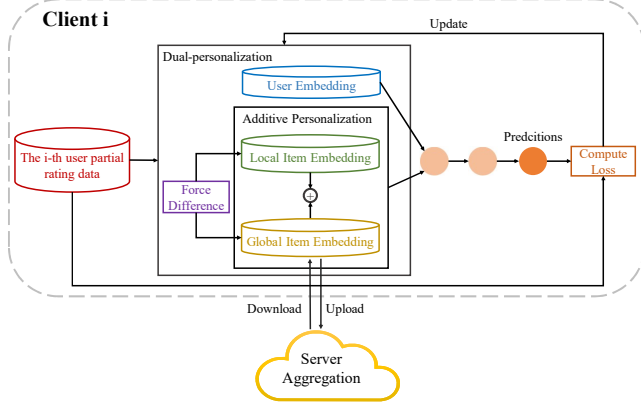 Client i
Update
Dual-personalization
User Embedding
Additive Personalization
The i-th user partial
rating data
Local Item Embedding
Force
Difference
+
Global Item Embedding
Predcitions
Compute
Loss
Download
Upload
Server
Aggregation